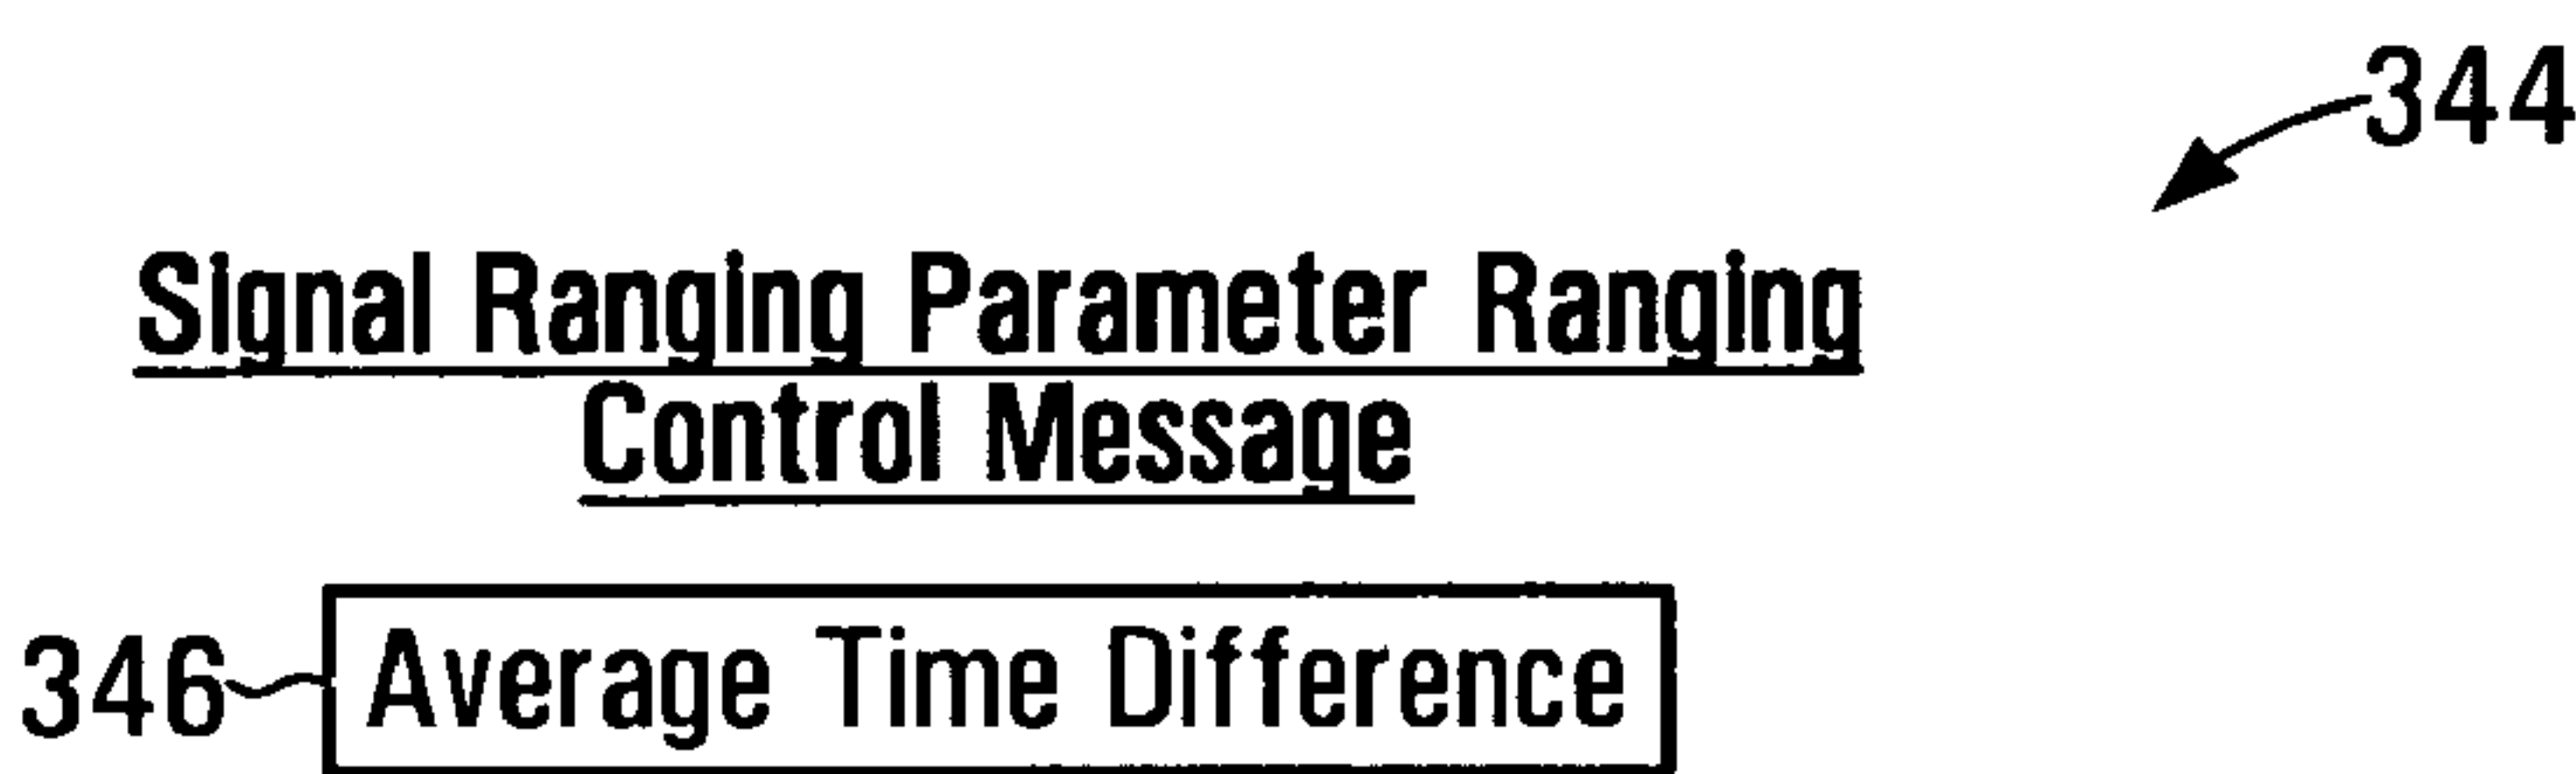 344
Signal Ranging Parameter Ranging
Control Message
346 Average Time Difference